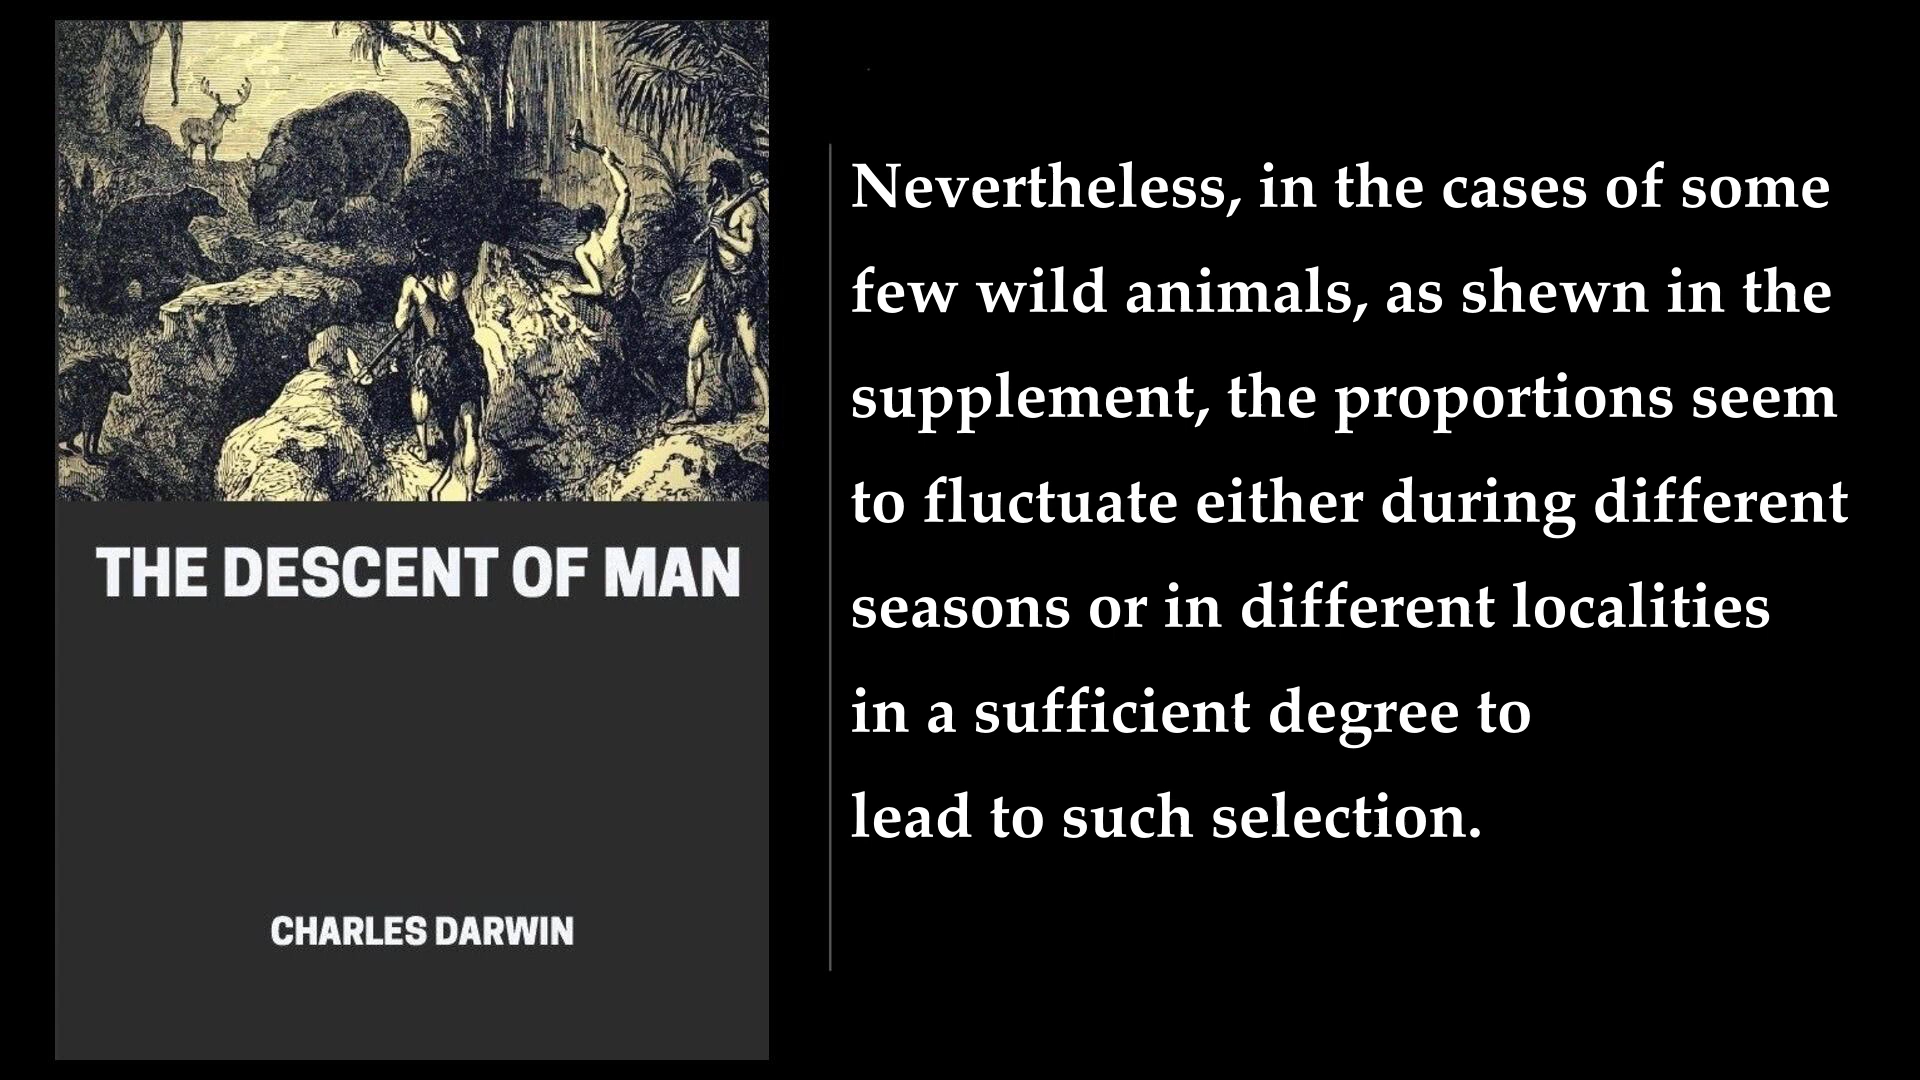 THE DESCENT OF MAN
CHARLES DARWIN
Nevertheless, in the cases of some
few wild animals, as shewn in the
supplement, the proportions seem
to fluctuate either during different
seasons or in different localities
in a sufficient degree to
lead to such selection.